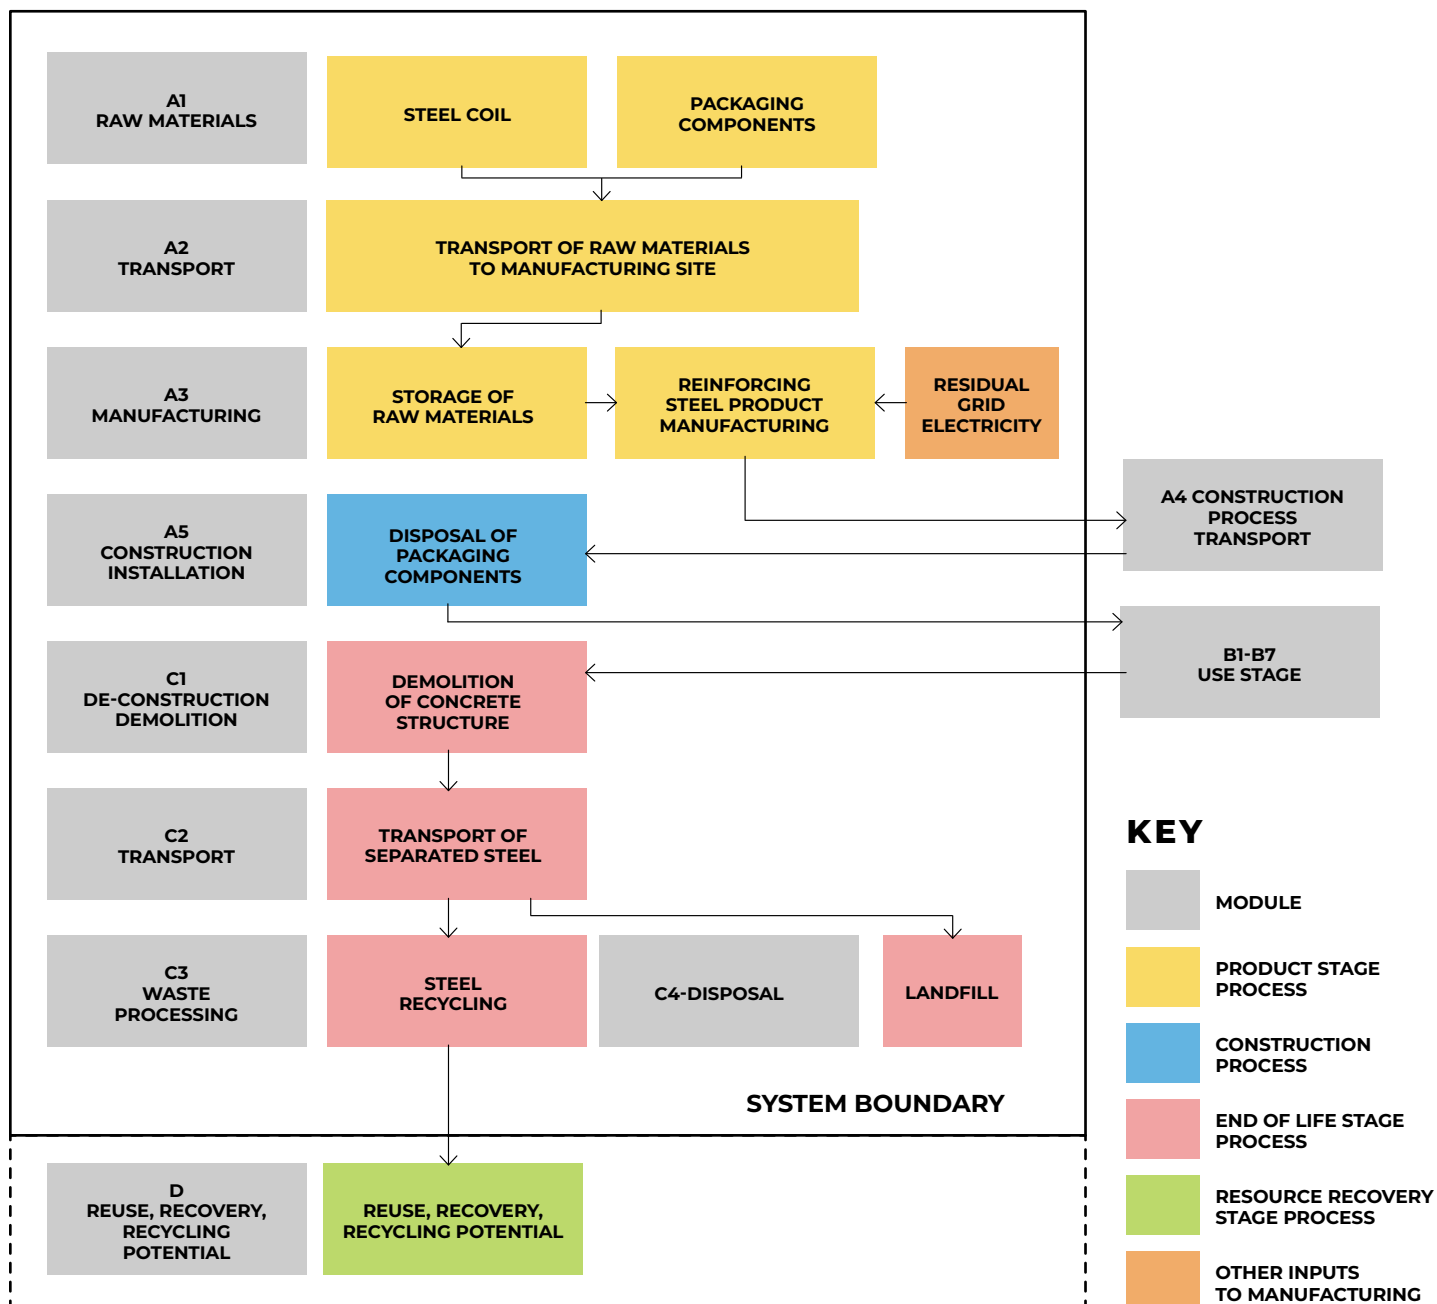 A1
RAW MATERIALS
STEEL COIL
PACKAGING
COMPONENTS
A2
TRANSPORT
TRANSPORT OF RAW MATERIALS
TO MANUFACTURING SITE
A3
MANUFACTURING
STORAGE OF
RAW MATERIALS
REINFORCING
STEEL PRODUCT
MANUFACTURING
RESIDUAL
GRID
ELECTRICITY
A4 CONSTRUCTION
PROCESS
TRANSPORT
A5
CONSTRUCTION
INSTALLATION
DISPOSAL OF
PACKAGING
COMPONENTS
B1-B7
USE STAGE
C1
DE-CONSTRUCTION
DEMOLITION
DEMOLITION
OF CONCRETE
STRUCTURE
C2
TRANSPORT
TRANSPORT OF
SEPARATED STEEL
C3
WASTE
PROCESSING
STEEL
RECYCLING
C4-DISPOSAL
LANDFILL
SYSTEM BOUNDARY
D
REUSE, RECOVERY,
RECYCLING
POTENTIAL
REUSE, RECOVERY,
RECYCLING POTENTIAL
KEY
MODULE
PRODUCT STAGE
PROCESS
CONSTRUCTION
PROCESS
END OF LIFE STAGE
PROCESS
RESOURCE RECOVERY
STAGE PROCESS
OTHER INPUTS
TO MANUFACTURING